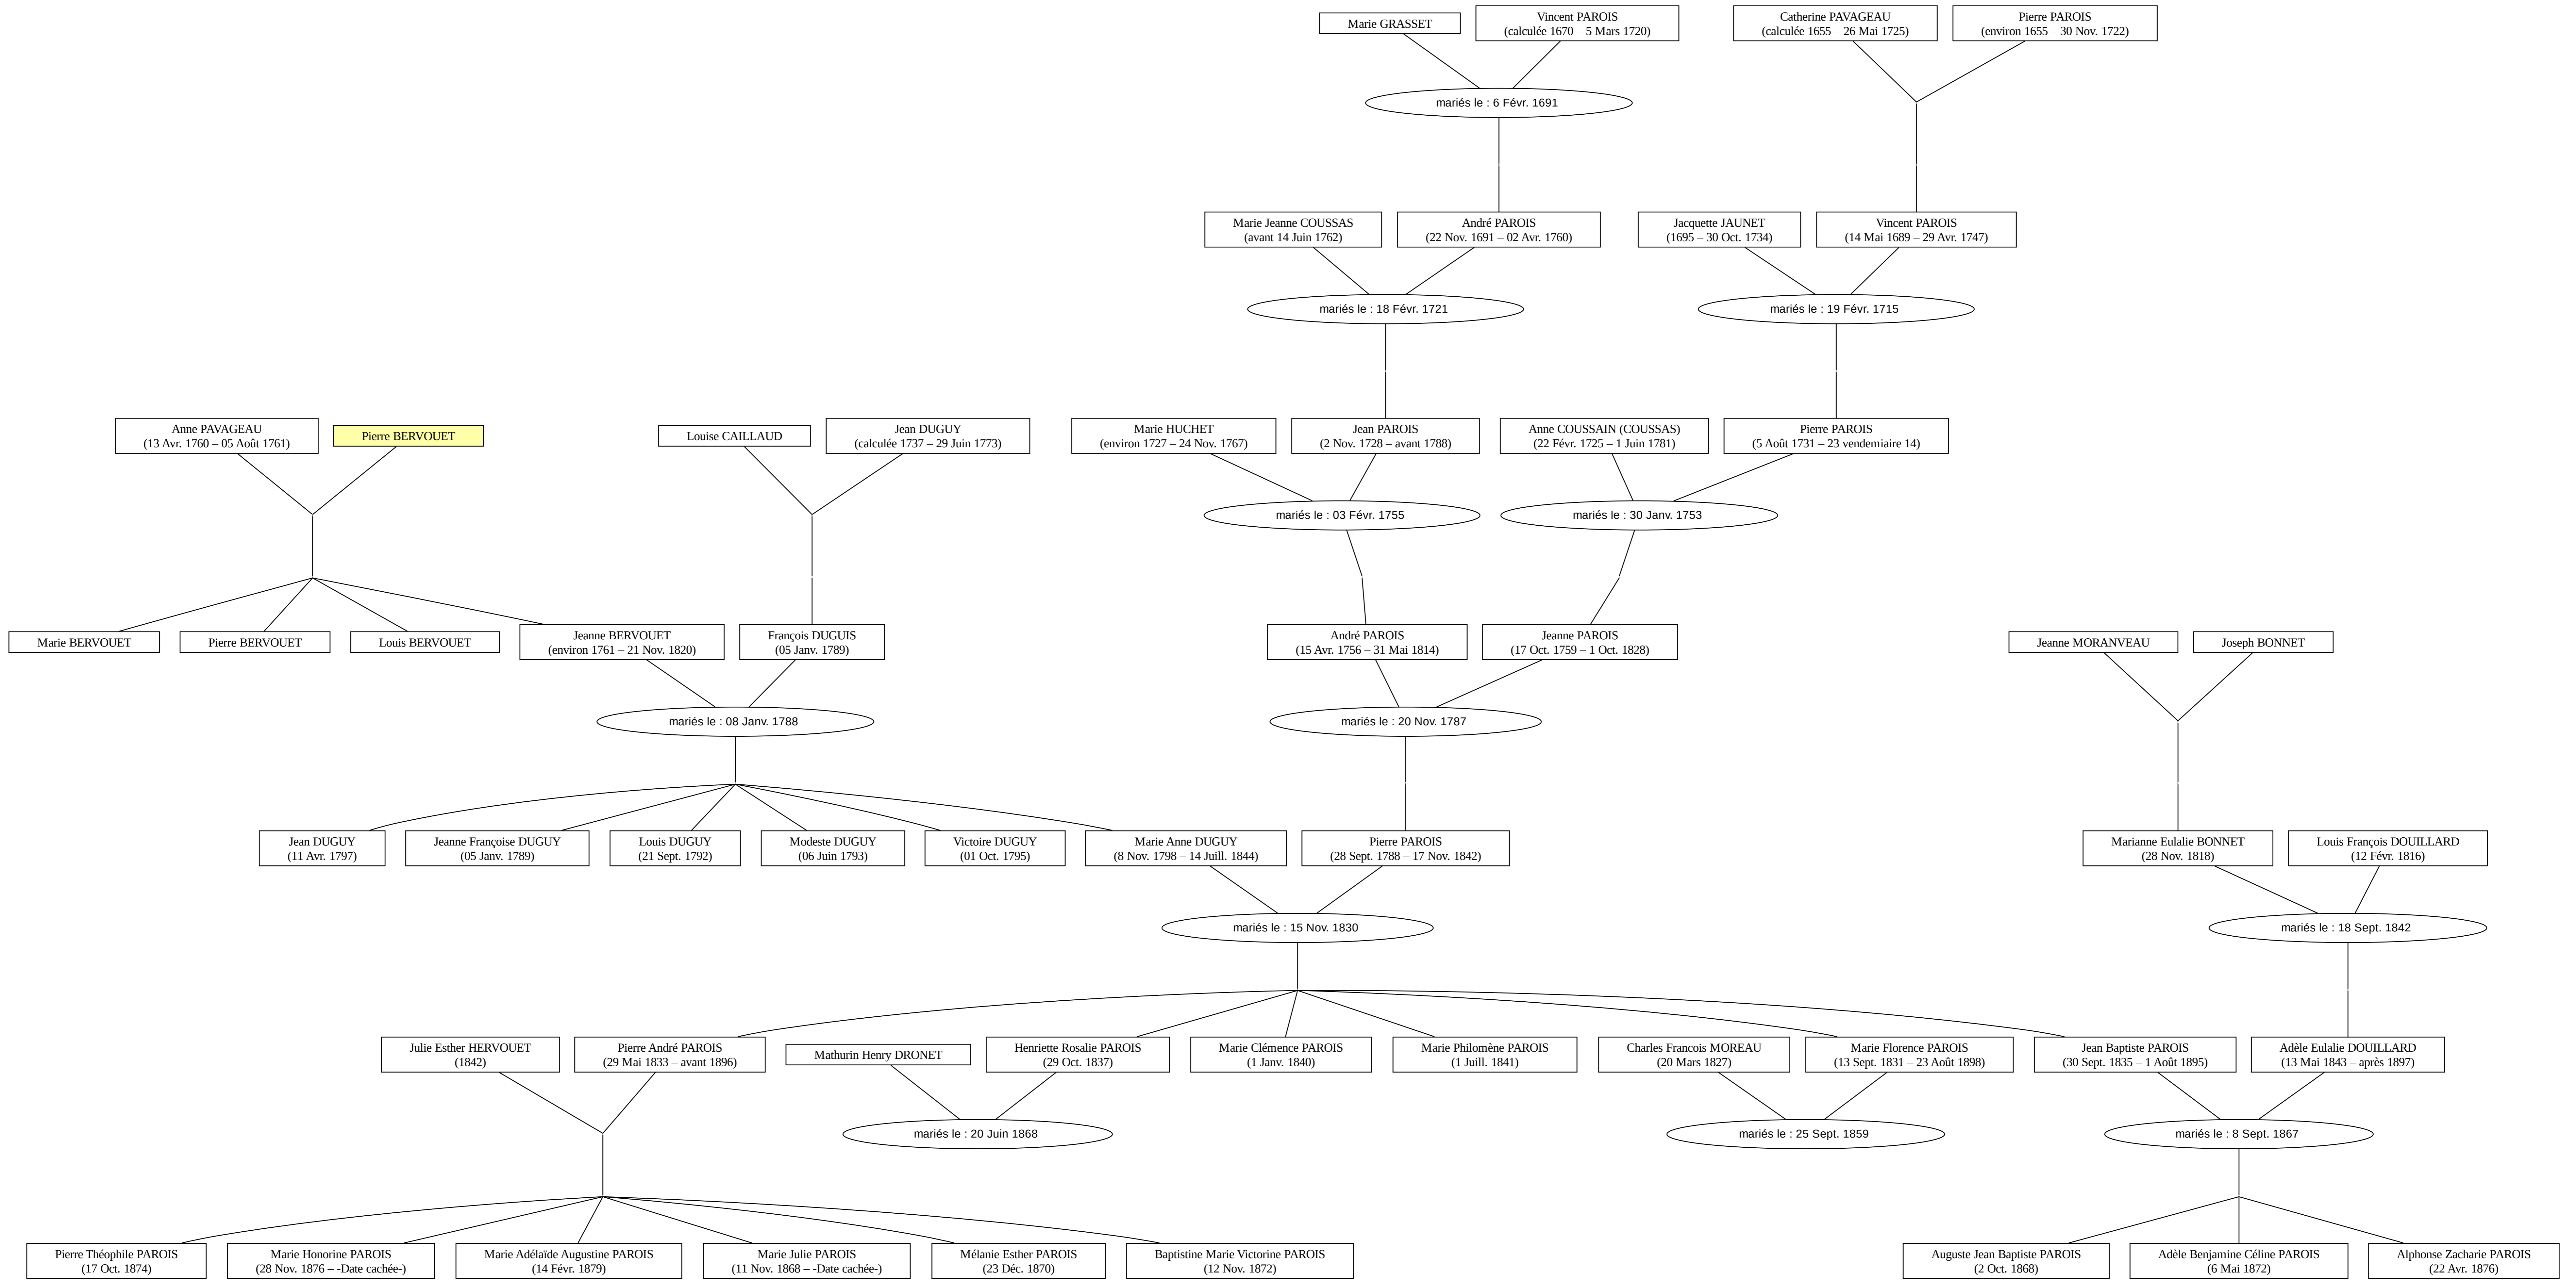 Marie GRASSET
Vincent PAROIS
(calculée 1670 – 5 Mars 1720)
Catherine PAVAGEAU
(calculée 1655 – 26 Mai 1725)
Pierre PAROIS
(environ 1655 – 30 Nov. 1722)
mariés le : 6 Févr. 1691
Marie Jeanne COUSSAS
(avant 14 Juin 1762)
André PAROIS
(22 Nov. 1691 – 02 Avr. 1760)
Jacquette JAUNET
(1695 – 30 Oct. 1734)
Vincent PAROIS
(14 Mai 1689 – 29 Avr. 1747)
mariés le : 18 Févr. 1721
mariés le : 19 Févr. 1715
Anne PAVAGEAU
(13 Avr. 1760 – 05 Août 1761)
Pierre BERVOUET
Louise CAILLAUD
Jean DUGUY
(calculée 1737 – 29 Juin 1773)
Marie HUCHET
(environ 1727 – 24 Nov. 1767)
Jean PAROIS
(2 Nov. 1728 – avant 1788)
Anne COUSSAIN (COUSSAS)
(22 Févr. 1725 – 1 Juin 1781)
Pierre PAROIS
(5 Août 1731 – 23 vendemiaire 14)
mariés le : 03 Févr. 1755
mariés le : 30 Janv. 1753
Marie BERVOUET
Pierre BERVOUET
Louis BERVOUET
Jeanne BERVOUET
(environ 1761 – 21 Nov. 1820)
François DUGUIS
(05 Janv. 1789)
André PAROIS
(15 Avr. 1756 – 31 Mai 1814)
Jeanne PAROIS
(17 Oct. 1759 – 1 Oct. 1828)
Jeanne MORANVEAU
Joseph BONNET
mariés le : 08 Janv. 1788
mariés le : 20 Nov. 1787
Jean DUGUY
(11 Avr. 1797)
Jeanne Françoise DUGUY
(05 Janv. 1789)
Louis DUGUY
(21 Sept. 1792)
Modeste DUGUY
(06 Juin 1793)
Victoire DUGUY
(01 Oct. 1795)
Marie Anne DUGUY
(8 Nov. 1798 – 14 Juill. 1844)
Pierre PAROIS
(28 Sept. 1788 – 17 Nov. 1842)
Marianne Eulalie BONNET
(28 Nov. 1818)
Louis François DOUILLARD
(12 Févr. 1816)
mariés le : 15 Nov. 1830
mariés le : 18 Sept. 1842
Julie Esther HERVOUET
(1842)
Pierre André PAROIS
(29 Mai 1833 – avant 1896)
Mathurin Henry DRONET
Henriette Rosalie PAROIS
(29 Oct. 1837)
Marie Clémence PAROIS
(1 Janv. 1840)
Marie Philomène PAROIS
(1 Juill. 1841)
Charles Francois MOREAU
(20 Mars 1827)
Marie Florence PAROIS
(13 Sept. 1831 – 23 Août 1898)
Jean Baptiste PAROIS
(30 Sept. 1835 – 1 Août 1895)
Adèle Eulalie DOUILLARD
(13 Mai 1843 – après 1897)
mariés le : 20 Juin 1868
mariés le : 25 Sept. 1859
mariés le : 8 Sept. 1867
Pierre Théophile PAROIS
(17 Oct. 1874)
Marie Honorine PAROIS
(28 Nov. 1876 – -Date cachée-)
Marie Adélaïde Augustine PAROIS
(14 Févr. 1879)
Marie Julie PAROIS
(11 Nov. 1868 – -Date cachée-)
Mélanie Esther PAROIS
(23 Déc. 1870)
Baptistine Marie Victorine PAROIS
(12 Nov. 1872)
Auguste Jean Baptiste PAROIS
(2 Oct. 1868)
Adèle Benjamine Céline PAROIS
(6 Mai 1872)
Alphonse Zacharie PAROIS
(22 Avr. 1876)